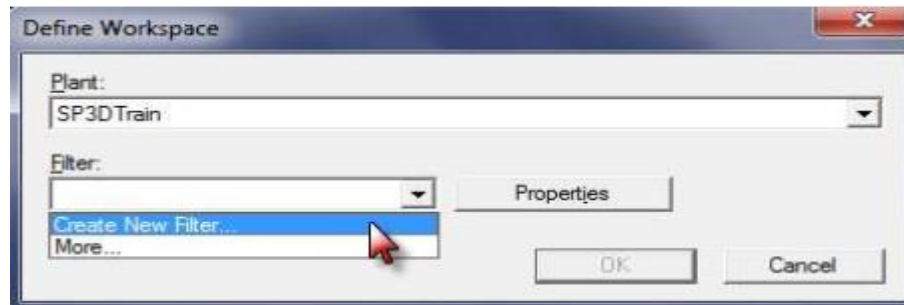 Define Workspace
Plant:
SP3DTrain
Filter:
Properties
Create New Filter...
More...
OK
Cancel